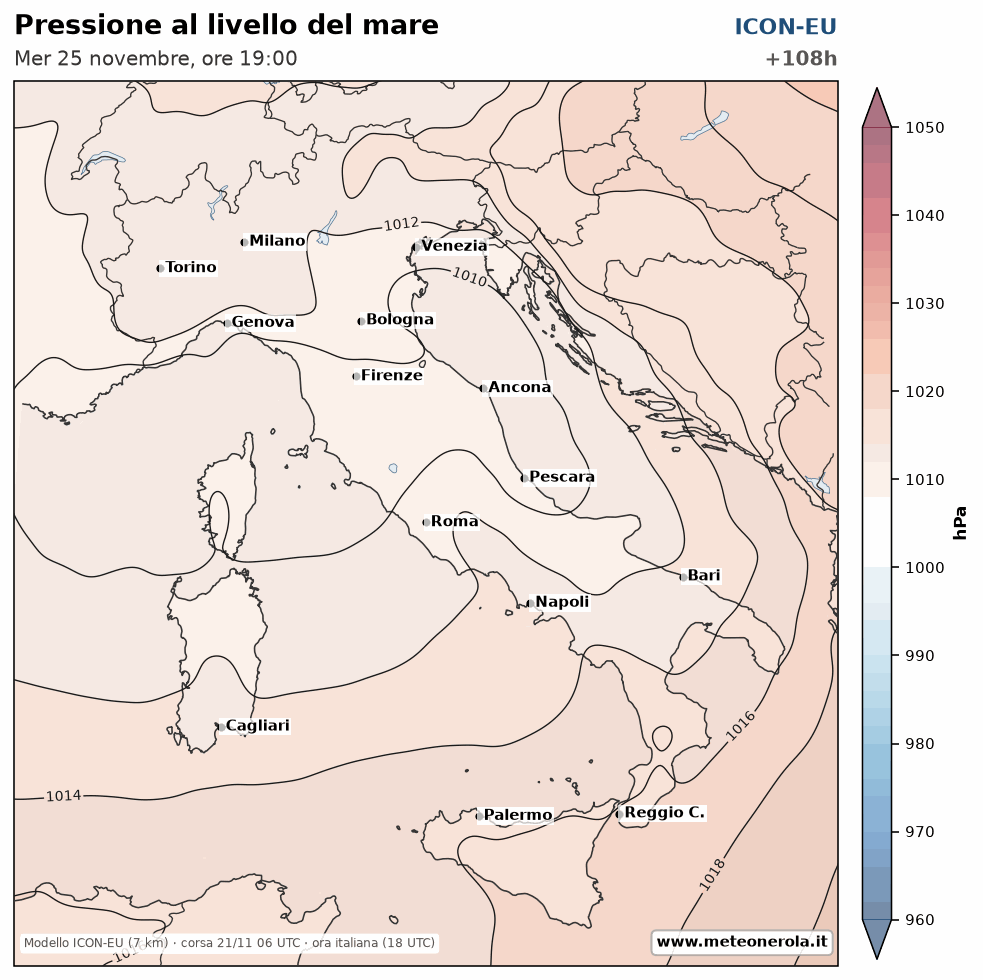 Pressione al livello del mare
ICON-EU
Mer 25 novembre, ore 19:00
+108h
1012
Milano
Venezia
Torino
1010
Genova
Bologna
Firenze
Ancona
Pescara
Roma
Bari
Napoli
Cagliari
1016
1014
Palermo
Reggio C.
1018
Modello ICON-EU (7 km) · corsa 21/11 06 UTC · ora italiana (18 UTC)
www.meteonerola.it
1050
1040
1030
1020
1010
1000
990
980
970
960
hPa